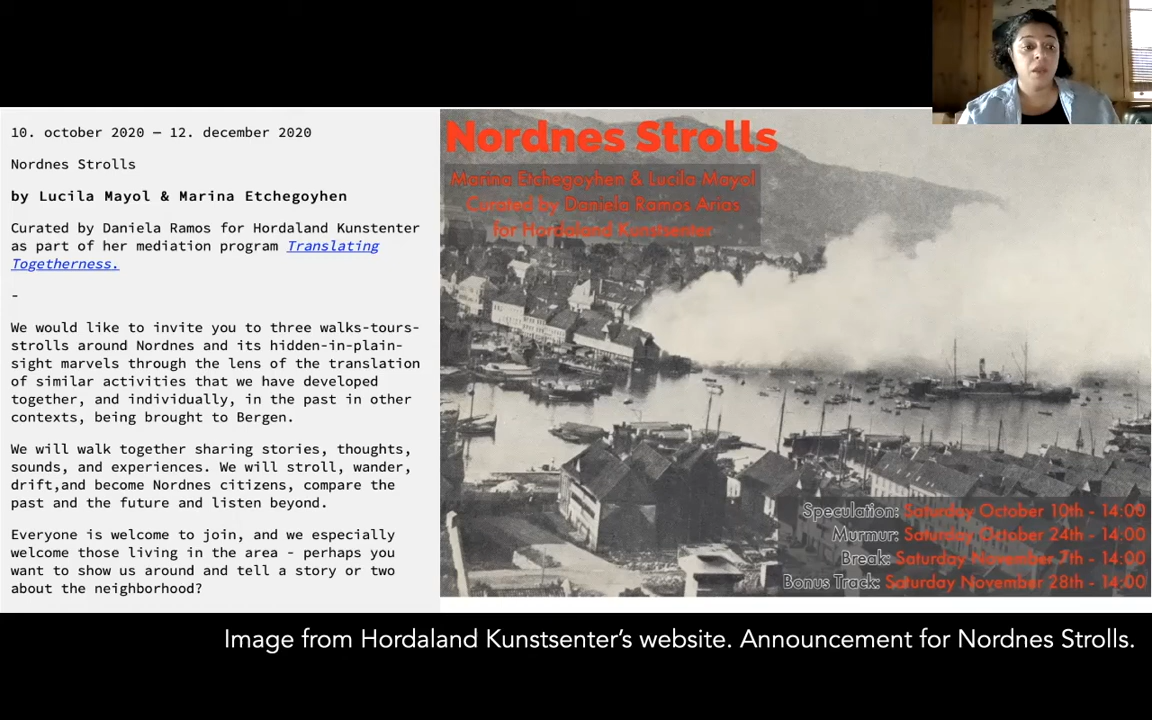 10. october 2020 – 12. december 2020
Nordnes Strolls
by Lucila Mayol & Marina Etchegoyhen
Curated by Daniela Ramos for Hordaland Kunstenter
as part of her mediation program Translating
Togetherness.
-
We would like to invite you to three walks-tours-
strolls around Nordnes and its hidden-in-plain-
sight marvels through the lens of the translation
of similar activities that we have developed
together, and individually, in the past in other
contexts, being brought to Bergen.
We will walk together sharing stories, thoughts,
sounds, and experiences. We will stroll, wander,
drift,and become Nordnes citizens, compare the
past and the future and listen beyond.
Everyone is welcome to join, and we especially
welcome those living in the area - perhaps you
want to show us around and tell a story or two
about the neighborhood?
Nordnes Strolls
Marina Etchegoyhen & Lucila Mayol
Curated by Daniela Ramos Arias
for Hordaland Kunstsenter
Speculation: Saturday October 10th - 14:00
Murmur: Saturday October 24th - 14:00
Break: Saturday November 7th - 14:00
Bonus Track: Saturday November 28th - 14:00
Image from Hordaland Kunstsenter’s website. Announcement for Nordnes Strolls.